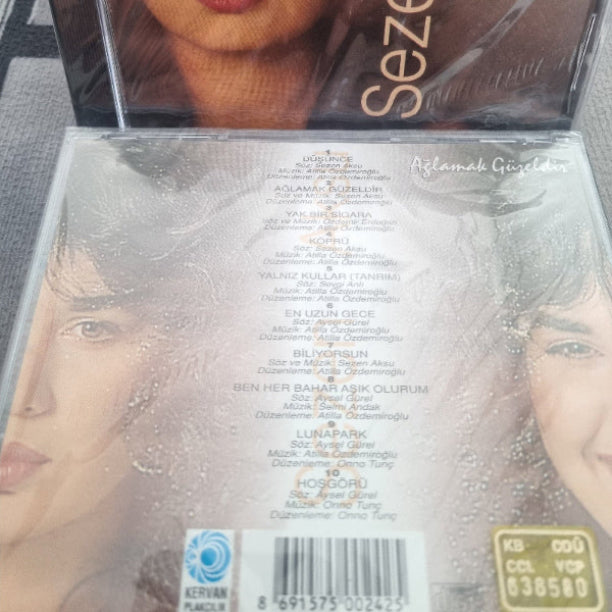 Seze
Ağlamak Güzeldir
1
DÜŞÜNCE
Söz: Sezen Aksu
Müzik: Atilla Özdemiroğlu
Düzenleme: Atilla Özdemiroğlu
2
AĞLAMAK GÜZELDİR
Söz ve Müzik: Sezen Aksu
Düzenleme: Atilla Özdemiroğlu
3
YAK BİR SİGARA
Söz ve Müzik: Özdemir Erdoğan
Düzenleme: Atilla Özdemiroğlu
4
KÖPRÜ
Söz: Sezen Aksu
Müzik: Atilla Özdemiroğlu
Düzenleme: Atilla Özdemiroğlu
5
YALNIZ KULLAR (TANRIM)
Söz: Sevgi Anlı
Müzik: Atilla Özdemiroğlu
Düzenleme: Atilla Özdemiroğlu
6
EN UZUN GECE
Söz: Aysel Gürel
Müzik: Atilla Özdemiroğlu
Düzenleme: Atilla Özdemiroğlu
7
BİLİYORSUN
Söz ve Müzik: Sezen Aksu
Düzenleme: Atilla Özdemiroğlu
8
BEN HER BAHAR AŞIK OLURUM
Söz: Aysel Gürel
Müzik: Selmi Andak
Düzenleme: Atilla Özdemiroğlu
9
LUNAPARK
Söz: Aysel Gürel
Müzik: Atilla Özdemiroğlu
Düzenleme: Onno Tunç
10
HOŞGÖRÜ
Söz: Aysel Gürel
Müzik: Onno Tunç
Düzenleme: Onno Tunç
KERVAN
PLAKÇILIK
8 691575 002425
KB CDÜ
CCL VCP
638580